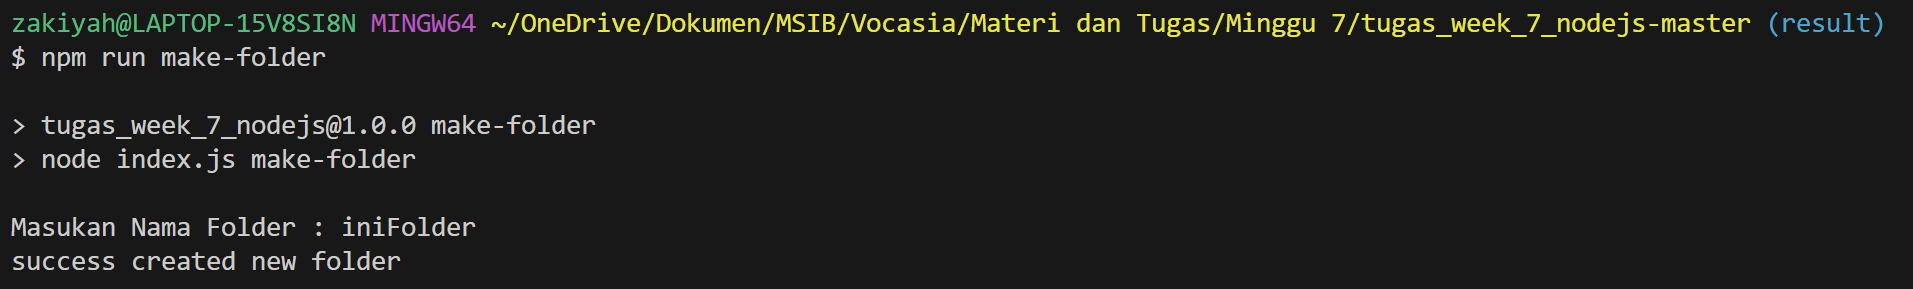 zakiyah@LAPTOP-15V8SI8N MINGW64 ~/OneDrive/Dokumen/MSIB/Vocasia/Materi dan Tugas/Minggu 7/tugas_week_7_nodejs-master (result)
$ npm run make-folder
> tugas_week_7_nodejs@1.0.0 make-folder
> node index.js make-folder
Masukan Nama Folder : iniFolder
success created new folder